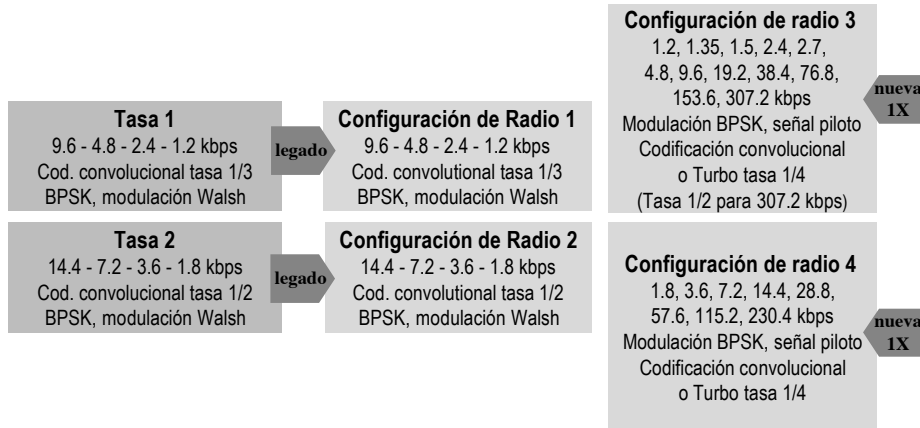 Tasa 1
9.6 - 4.8 - 2.4 - 1.2 kbps
Cod. convolucional tasa 1/3
BPSK, modulación Walsh
legado
Configuración de Radio 1
9.6 - 4.8 - 2.4 - 1.2 kbps
Cod. convolutional tasa 1/3
BPSK, modulación Walsh
Tasa 2
14.4 - 7.2 - 3.6 - 1.8 kbps
Cod. convolucional tasa 1/2
BPSK, modulación Walsh
legado
Configuración de Radio 2
14.4 - 7.2 - 3.6 - 1.8 kbps
Cod. convolutional tasa 1/2
BPSK, modulación Walsh
Configuración de radio 3
1.2, 1.35, 1.5, 2.4, 2.7,
4.8, 9.6, 19.2, 38.4, 76.8,
153.6, 307.2 kbps
Modulación BPSK, señal piloto
Codificación convolucional
o Turbo tasa 1/4
(Tasa 1/2 para 307.2 kbps)
nueva
1X
Configuración de radio 4
1.8, 3.6, 7.2, 14.4, 28.8,
57.6, 115.2, 230.4 kbps
Modulación BPSK, señal piloto
Codificación convolucional
o Turbo tasa 1/4
nueva
1X